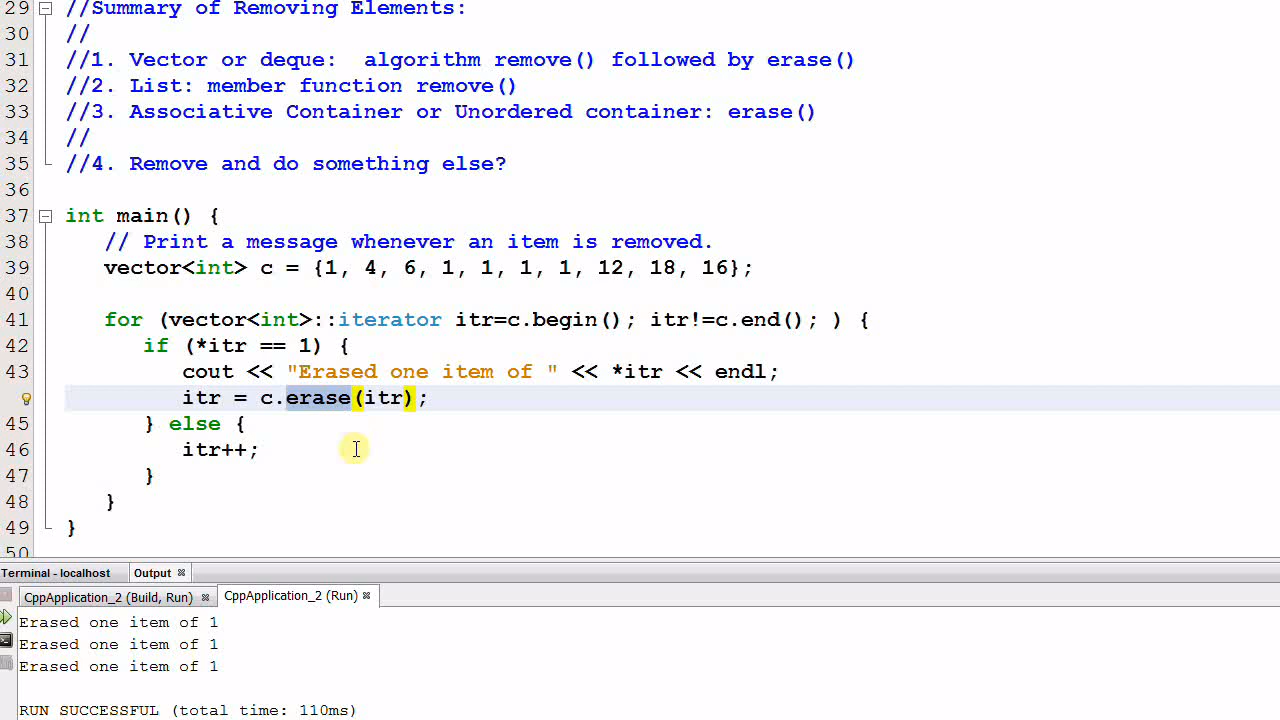 29 //Summary of Removing Elements:
30 //
31 //1. Vector or deque:  algorithm remove() followed by erase()
32 //2. List: member function remove()
33 //3. Associative Container or Unordered container: erase()
34 //
35 //4. Remove and do something else?
36
37 int main() {
38 // Print a message whenever an item is removed.
39 vector<int> c = {1, 4, 6, 1, 1, 1, 1, 12, 18, 16};
40
41 for (vector<int>::iterator itr=c.begin(); itr!=c.end(); ) {
42 if (*itr == 1) {
43 cout << "Erased one item of " << *itr << endl;
itr = c.erase(itr);
45 } else {
46 itr++;
47 }
48 }
49 }
50
Terminal - localhost Output
CppApplication_2 (Build, Run) CppApplication_2 (Run)
Erased one item of 1
Erased one item of 1
Erased one item of 1
RUN SUCCESSFUL (total time: 110ms)